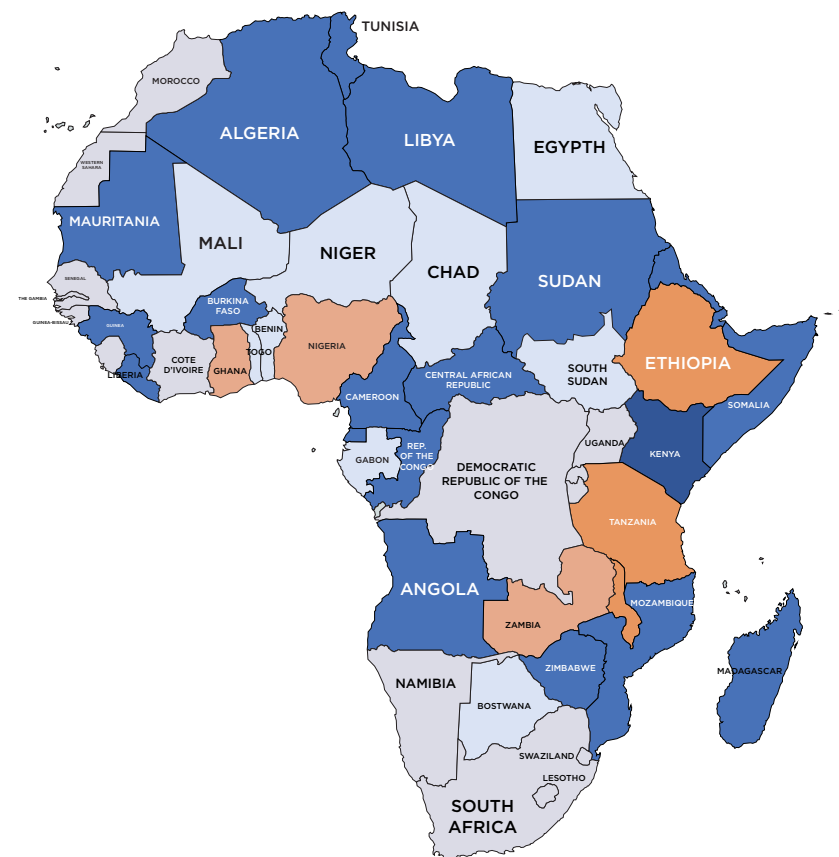 TUNISIA
MOROCCO
ALGERIA
LIBYA
EGYPTH
WESTERN
SAHARA
MAURITANIA
MALI
NIGER
CHAD
SUDAN
SENEGAL
THE GAMBIA
GUINEA-BISSAU
GUINEA
BURKINA
FASO
BENIN
TOGO
NIGERIA
GHANA
COTE
D'IVOIRE
LIBERIA
CAMEROON
CENTRAL AFRICAN
REPUBLIC
SOUTH
SUDAN
ETHIOPIA
SOMALIA
UGANDA
KENYA
GABON
REP.
OF THE
CONGO
DEMOCRATIC
REPUBLIC OF THE
CONGO
TANZANIA
ANGOLA
ZAMBIA
MOZAMBIQUE
ZIMBABWE
MADAGASCAR
NAMIBIA
BOSTWANA
SWAZILAND
LESOTHO
SOUTH
AFRICA